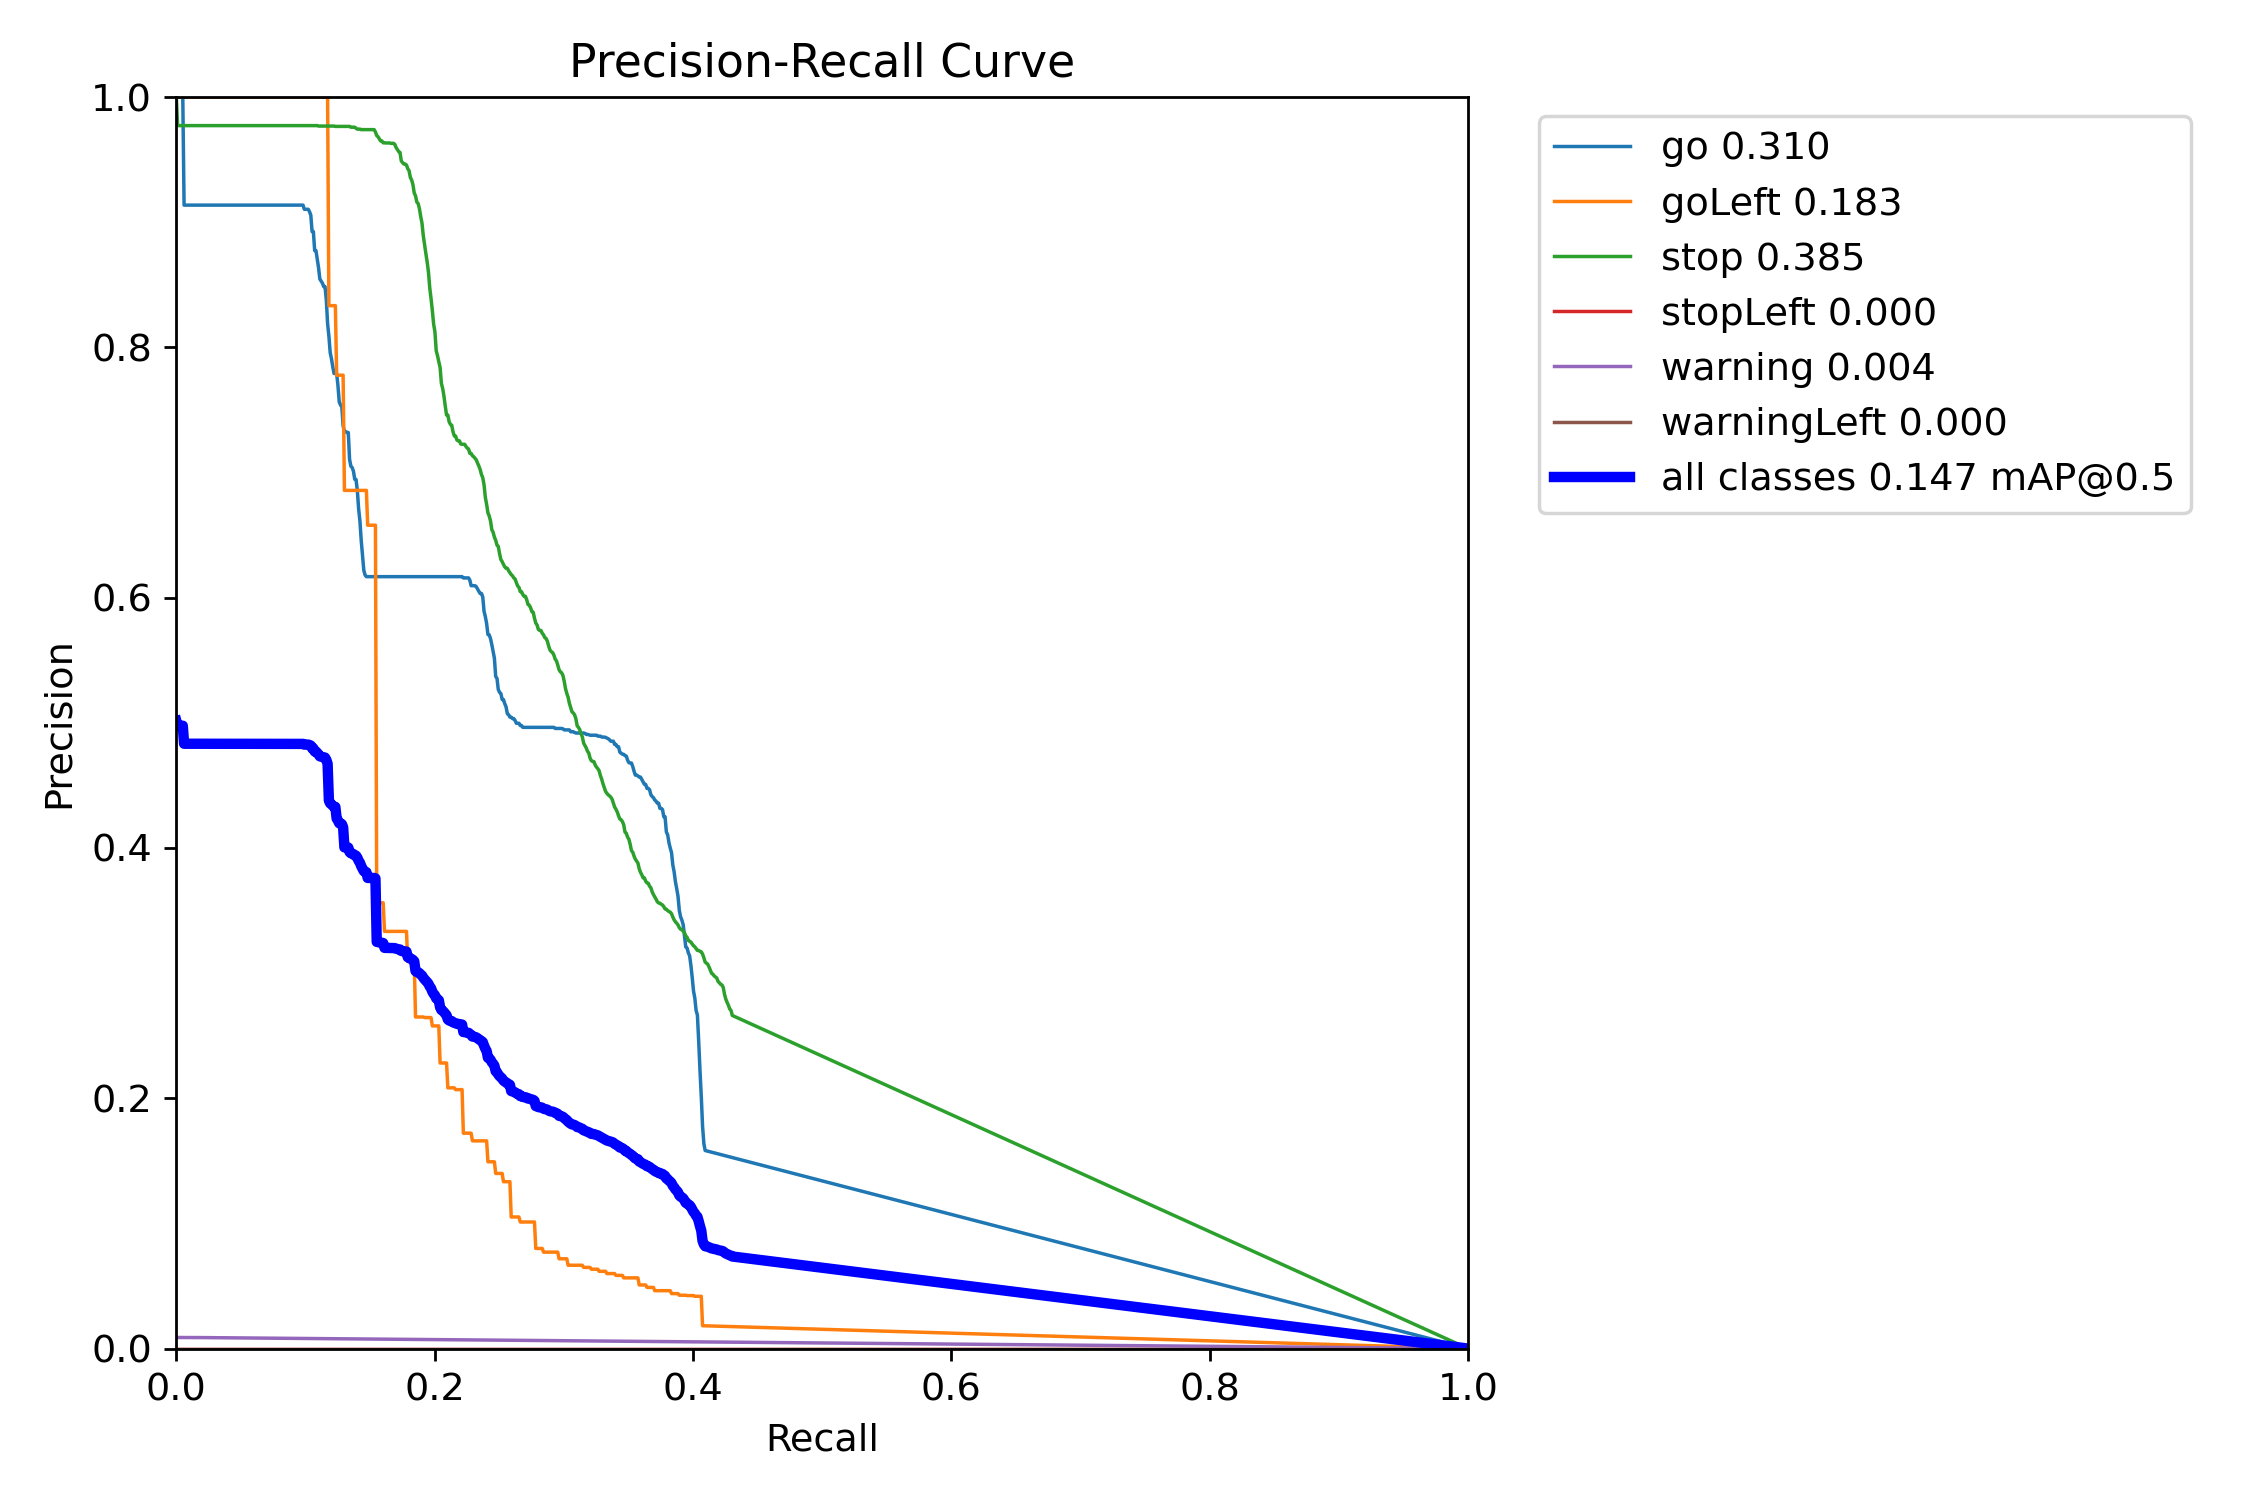 Precision-Recall Curve
1.0
0.8
0.6
0.4
0.2
0.0
Precision
0.0 0.2 0.4 0.6 0.8 1.0
Recall
go 0.310
goLeft 0.183
stop 0.385
stopLeft 0.000
warning 0.004
warningLeft 0.000
all classes 0.147 mAP@0.5